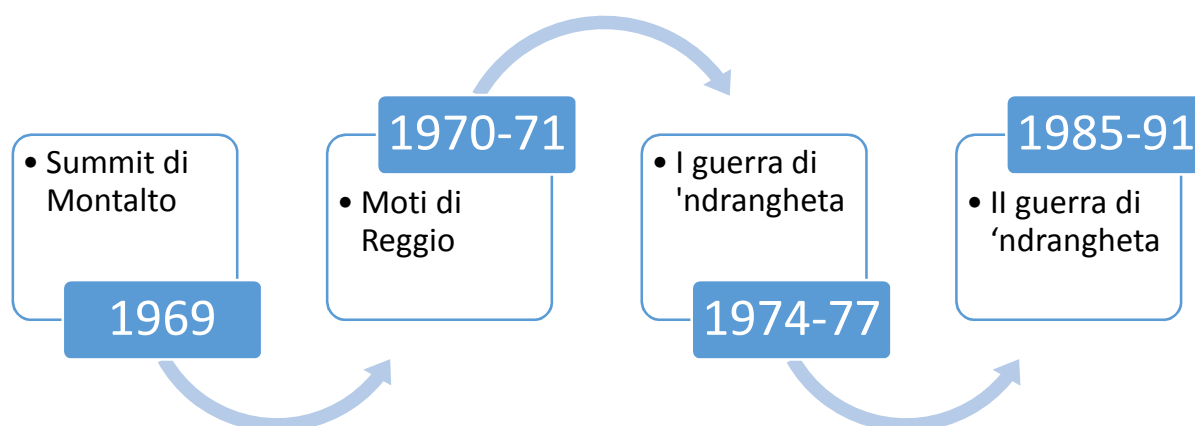 • Summit di
Montalto
1969
1970-71
• Moti di
Reggio
• I guerra di
'ndrangheta
1974-77
1985-91
• II guerra di
‘ndrangheta